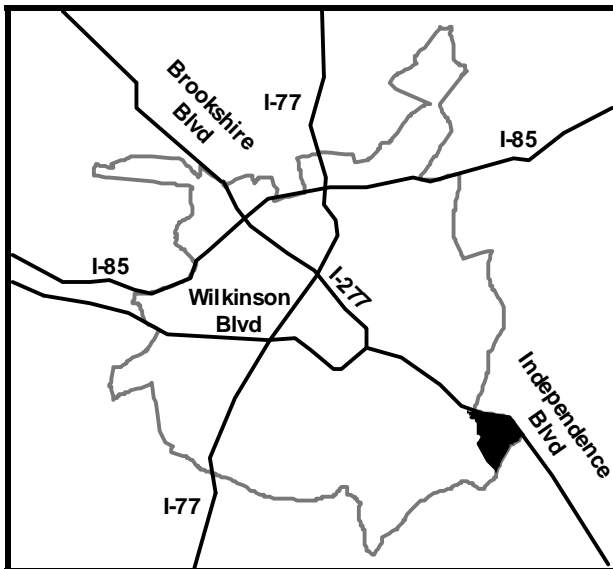 Brookshire
Blvd
I-77
I-85
I-85
I-277
Wilkinson
Blvd
Independence
Blvd
I-77